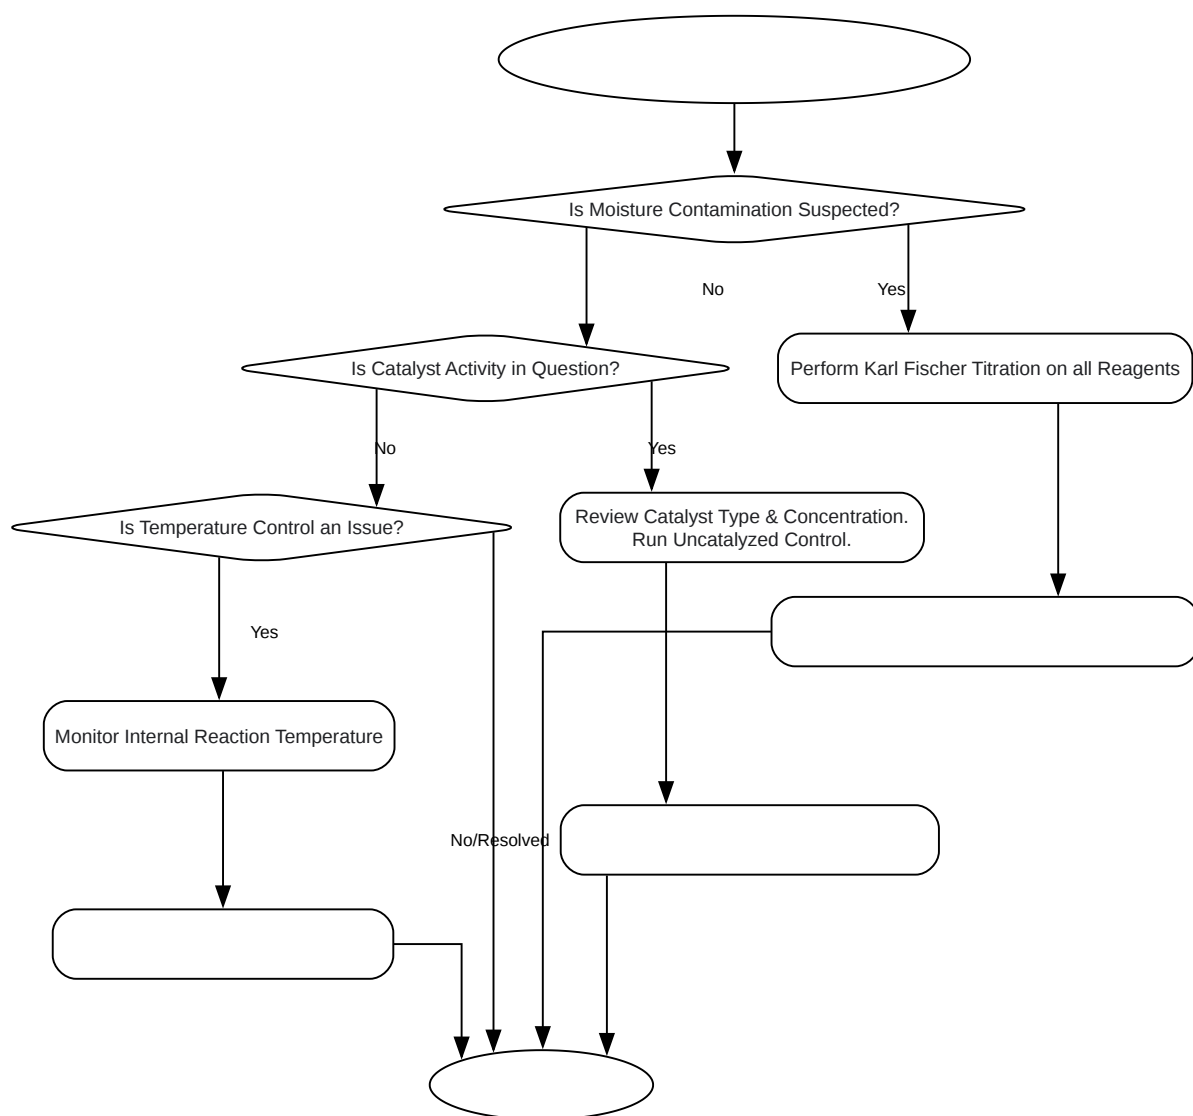 Is Moisture Contamination Suspected?
No
Yes
Is Catalyst Activity in Question?
Perform Karl Fischer Titration on all Reagents
No
Yes
Is Temperature Control an Issue?
Review Catalyst Type & Concentration.
Run Uncatalyzed Control.
Yes
Monitor Internal Reaction Temperature
No/Resolved